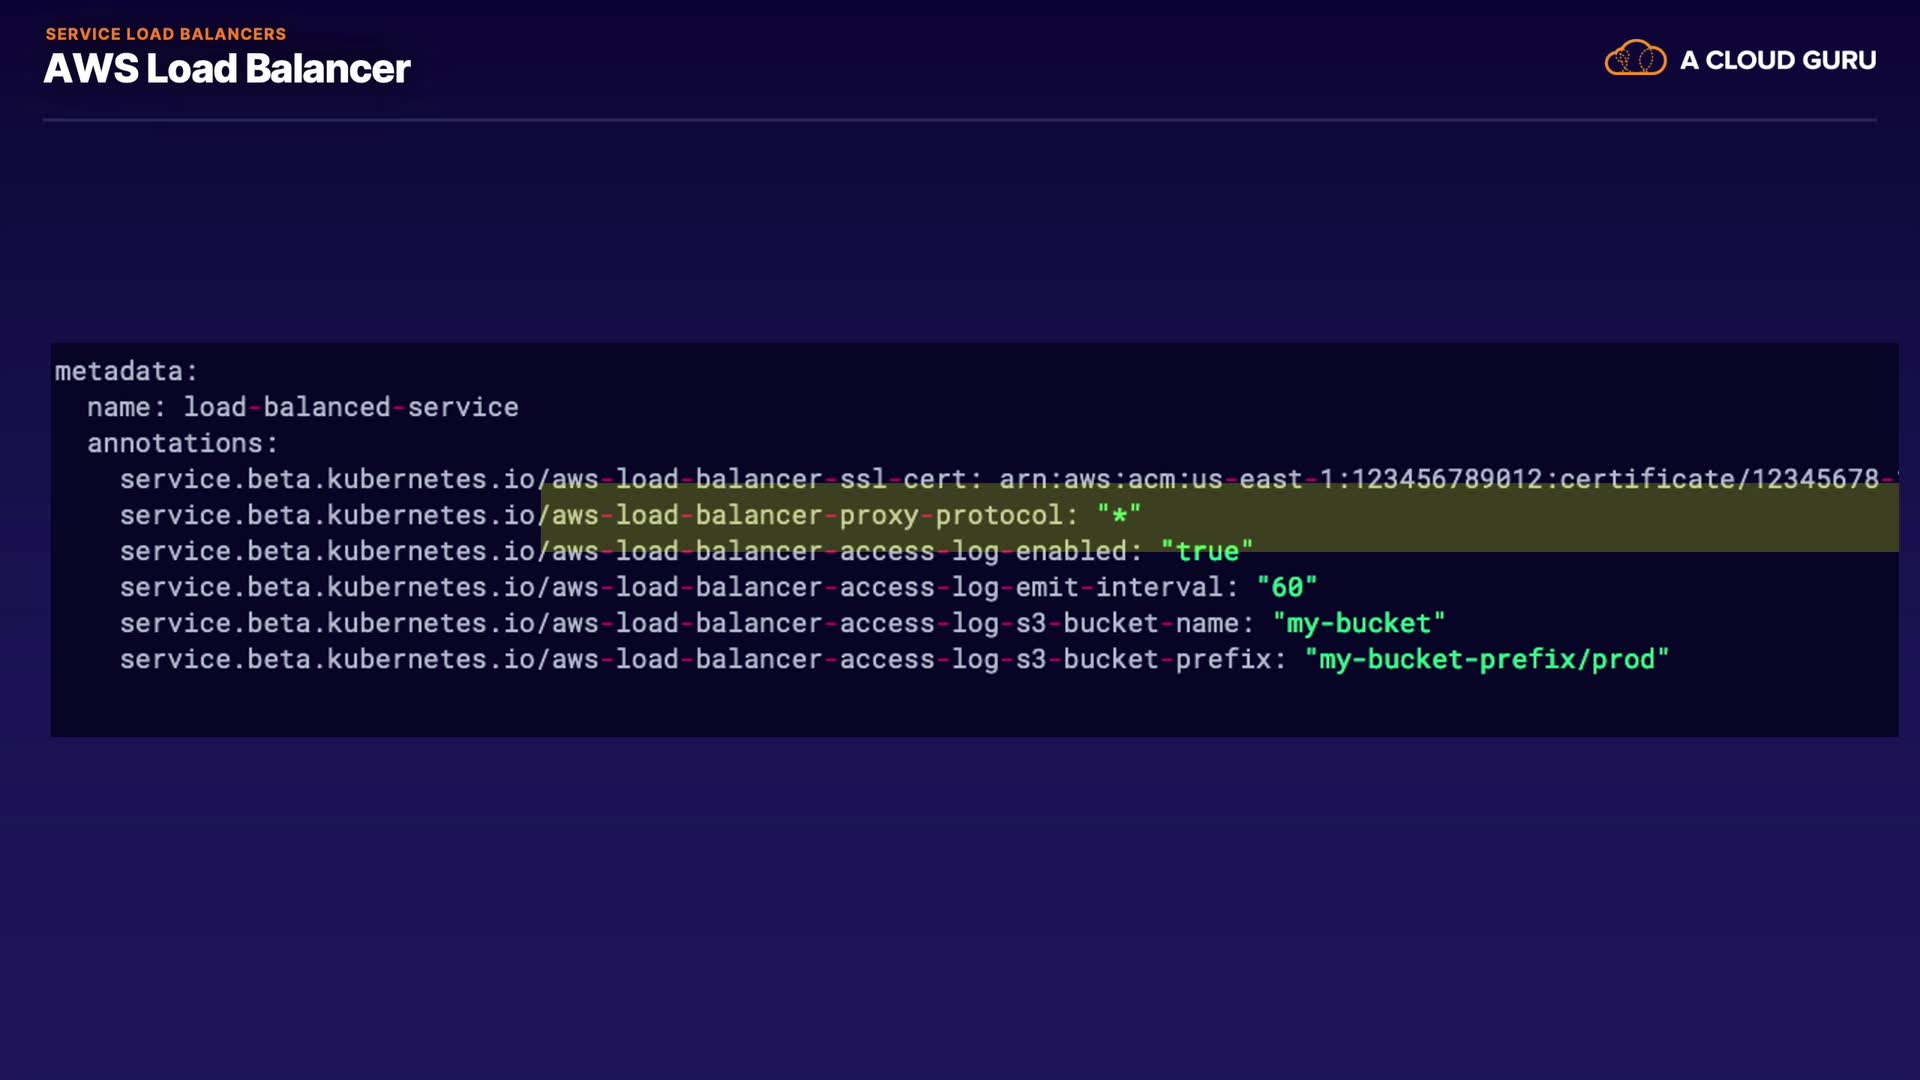 SERVICE LOAD BALANCERS
AWS Load Balancer
A CLOUD GURU
metadata:
  name: load-balanced-service
  annotations:
    service.beta.kubernetes.io/aws-load-balancer-ssl-cert: arn:aws:acm:us-east-1:123456789012:certificate/12345678-
    service.beta.kubernetes.io/aws-load-balancer-proxy-protocol: "*"
    service.beta.kubernetes.io/aws-load-balancer-access-log-enabled: "true"
    service.beta.kubernetes.io/aws-load-balancer-access-log-emit-interval: "60"
    service.beta.kubernetes.io/aws-load-balancer-access-log-s3-bucket-name: "my-bucket"
    service.beta.kubernetes.io/aws-load-balancer-access-log-s3-bucket-prefix: "my-bucket-prefix/prod"